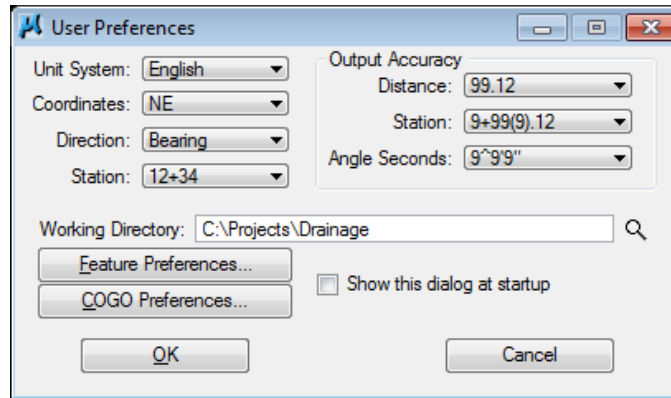 User Preferences
Unit System: English
Coordinates: NE
Direction: Bearing
Station: 12+34
Output Accuracy
Distance: 99.12
Station: 9+99(9).12
Angle Seconds: 9^9'9"
Working Directory: C:\Projects\Drainage
Feature Preferences...
COGO Preferences...
Show this dialog at startup
OK
Cancel